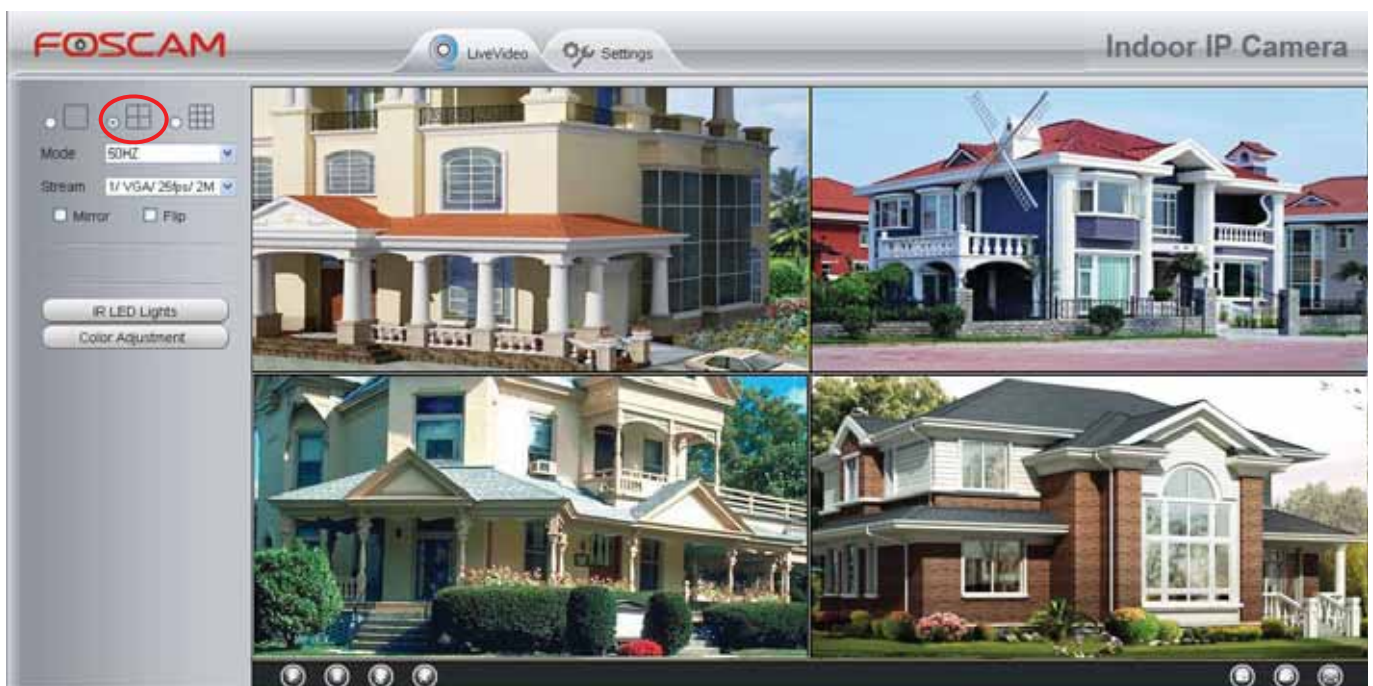 FOSCAM
LiveVideo
Settings
Indoor IP Camera
Mode 50HZ
Stream 1/ VGA/ 25fps/ 2M
Mirror Flip
IR LED Lights
Color Adjustment